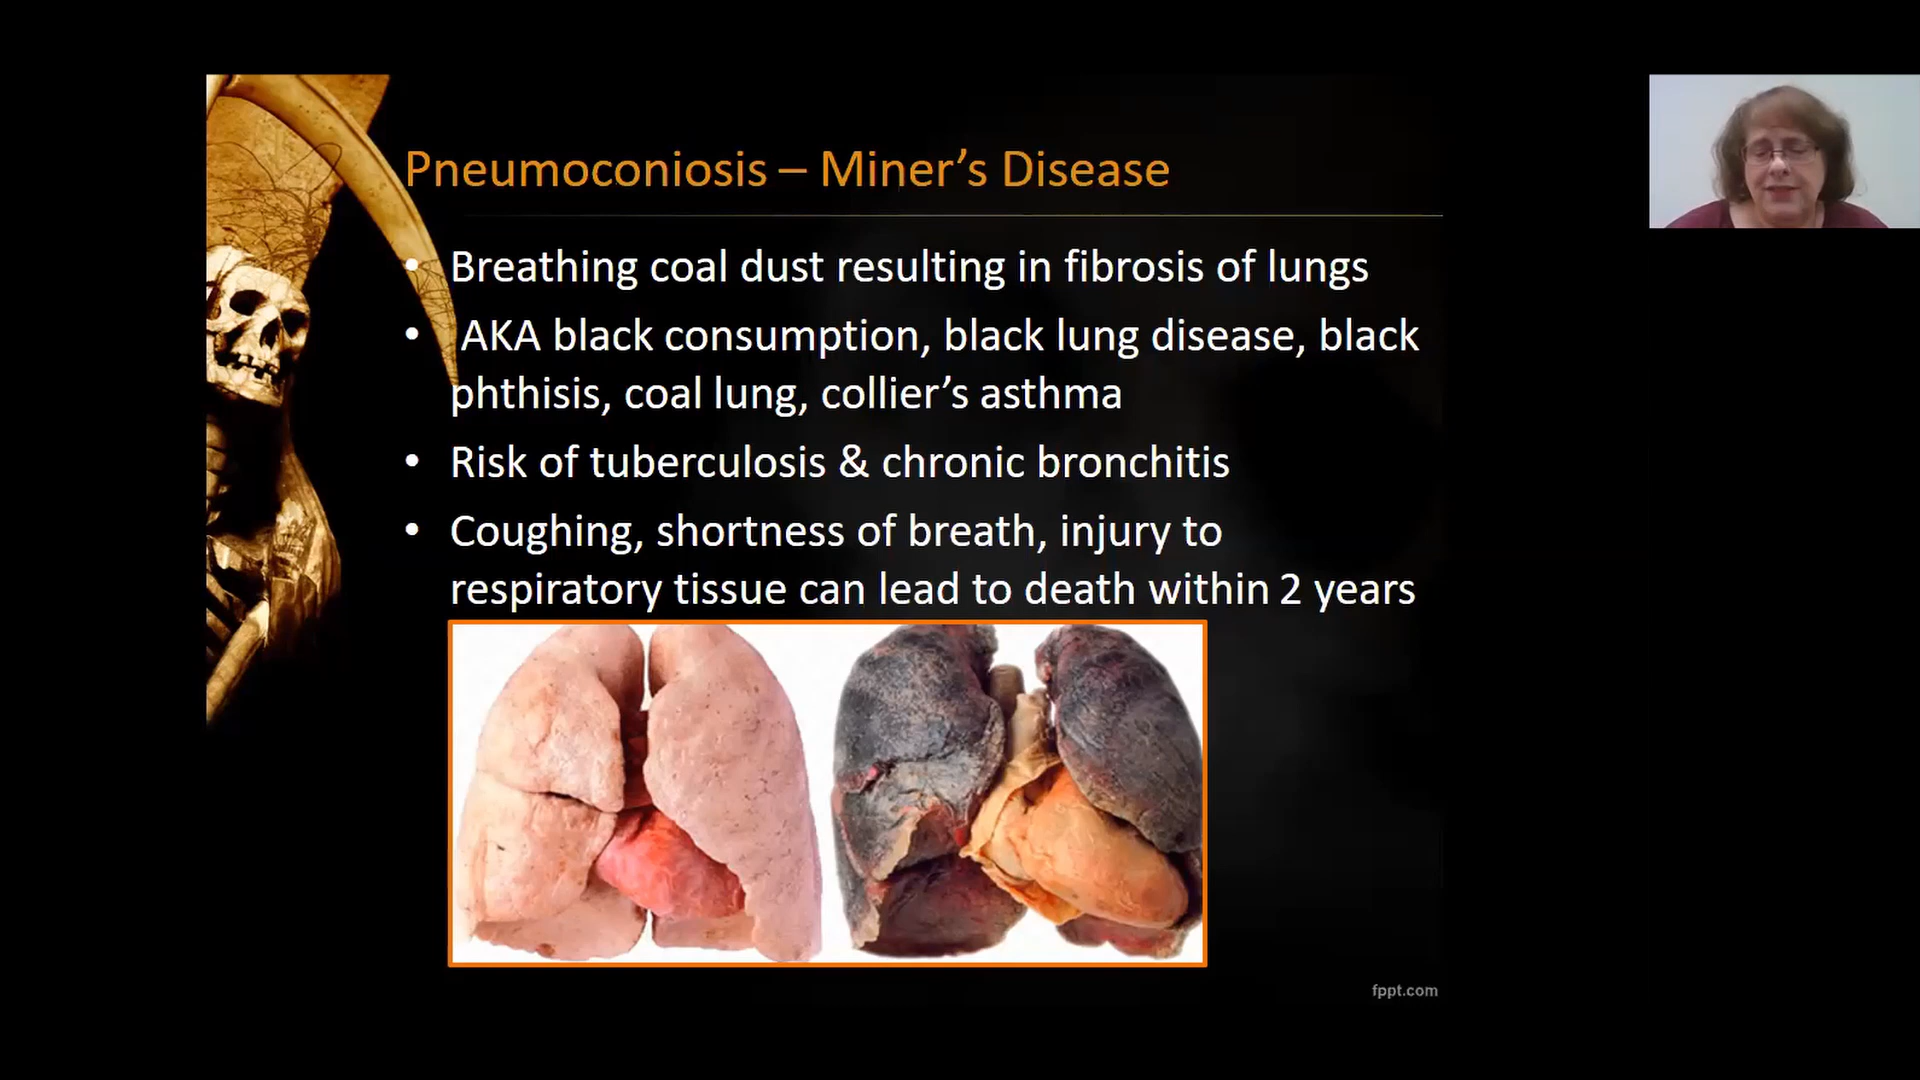 Pneumoconiosis – Miner’s Disease
• Breathing coal dust resulting in fibrosis of lungs
• AKA black consumption, black lung disease, black
phthisis, coal lung, collier’s asthma
• Risk of tuberculosis & chronic bronchitis
• Coughing, shortness of breath, injury to
respiratory tissue can lead to death within 2 years
fppt.com